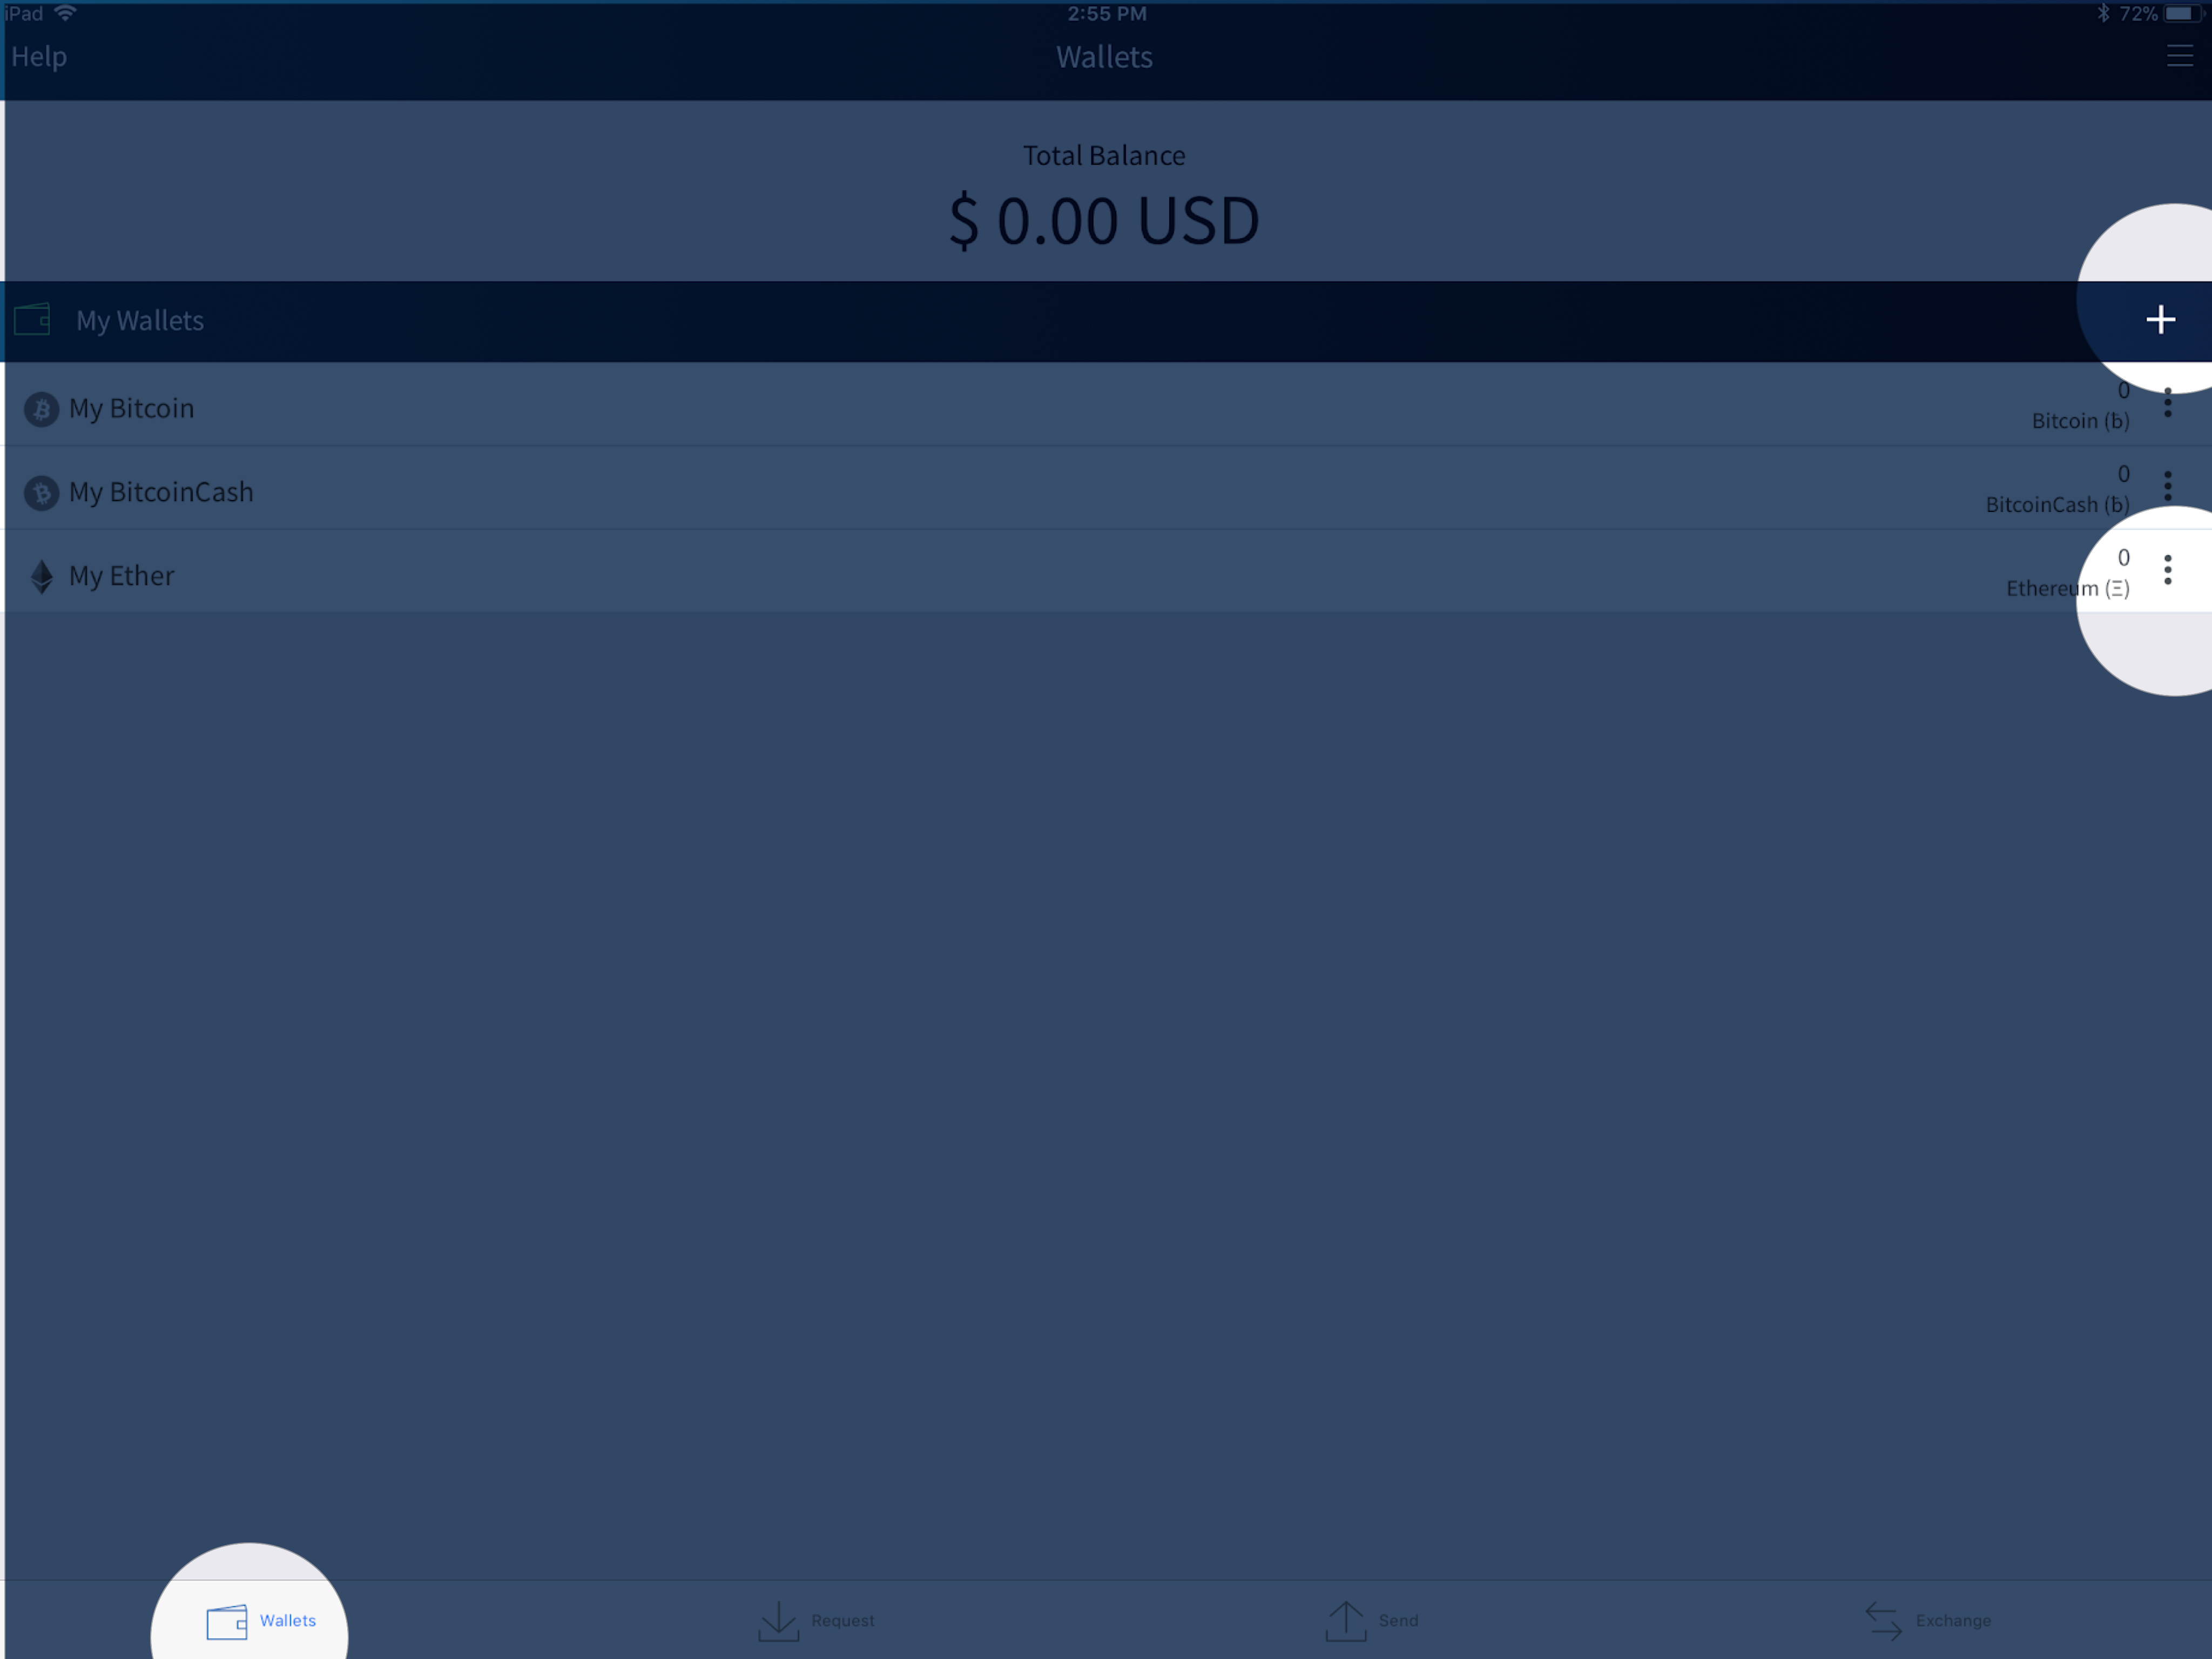 iPad 2:55 PM 72%
Help Wallets
Total Balance
$ 0.00 USD
My Wallets +
My Bitcoin 0
Bitcoin (ƀ)
My BitcoinCash 0
BitcoinCash (ƀ)
My Ether 0
Ethereum (Ξ)
Wallets Request Send Exchange